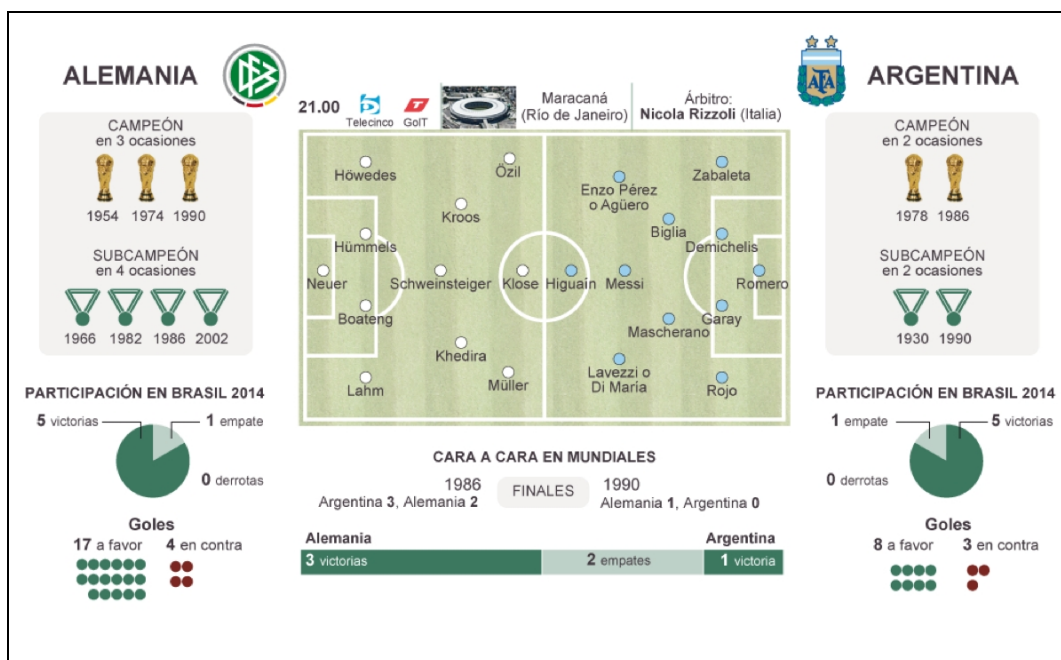 ALEMANIA
CAMPEÓN
en 3 ocasiones
1954 1974 1990
SUBCAMPEÓN
en 4 ocasiones
1966 1982 1986 2002
PARTICIPACIÓN EN BRASIL 2014
5 victorias 1 empate
0 derrotas
Goles
17 a favor 4 en contra
21.00
Telecinco
T
GolT
Maracaná
(Río de Janeiro)
Árbitro:
Nicola Rizzoli (Italia)
Höwedes
Özil
Kroos
Hümmels
Neuer
Schweinsteiger
Klose
Boateng
Khedira
Lahm
Müller
Enzo Pérez
o Agüero
Zabaleta
Biglia
Demichelis
Higuaín
Messi
Romero
Mascherano
Garay
Lavezzi o
Di María
Rojo
CARA A CARA EN MUNDIALES
1986
Argentina 3, Alemania 2
FINALES
1990
Alemania 1, Argentina 0
Alemania Argentina
3 victorias 2 empates 1 victoria
AFA
ARGENTINA
CAMPEÓN
en 2 ocasiones
1978 1986
SUBCAMPEÓN
en 2 ocasiones
1930 1990
PARTICIPACIÓN EN BRASIL 2014
1 empate 5 victorias
0 derrotas
Goles
8 a favor 3 en contra